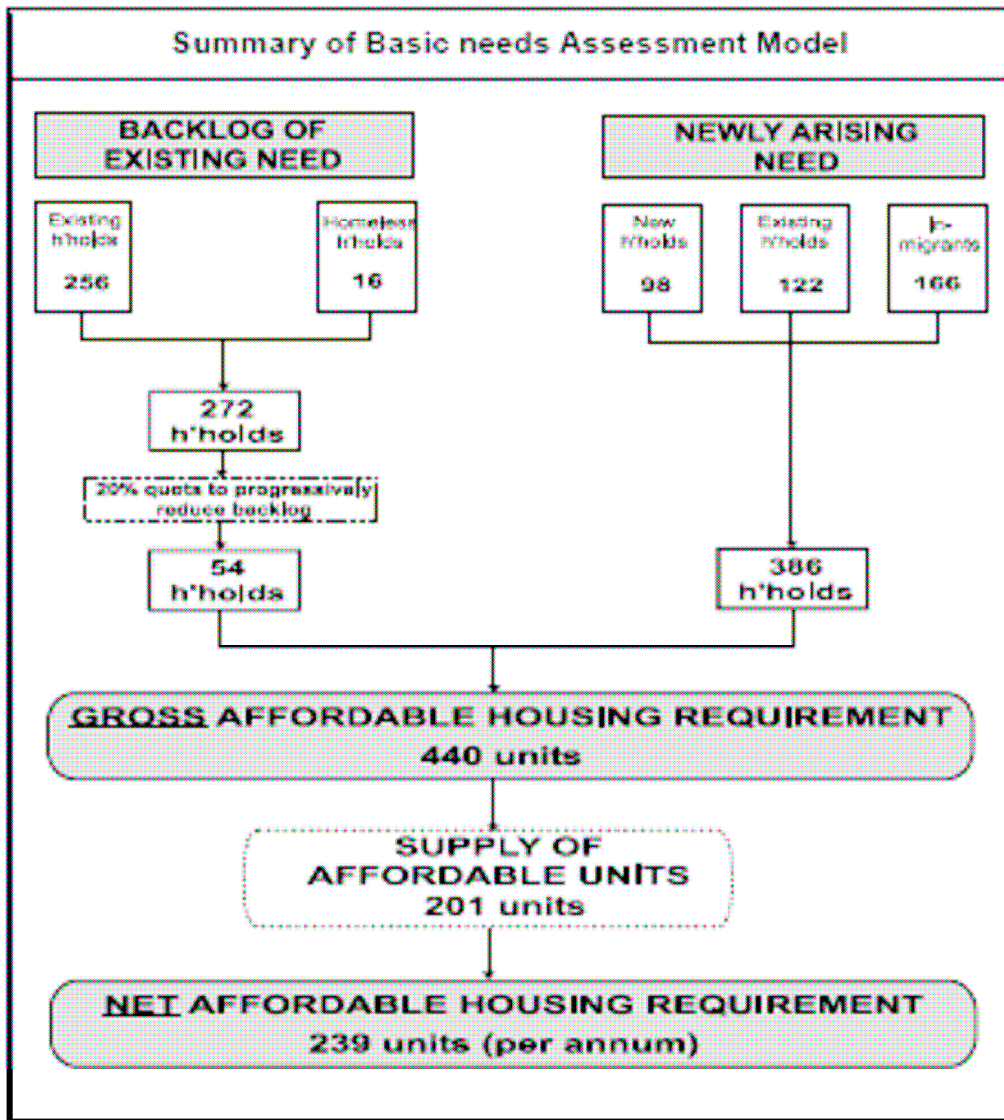 Summary of Basic needs Assessment Model
BACKLOG OF
EXISTING NEED
NEWLY ARISING
NEED
Existing
h'holds
256
Homeless
h'holds
16
New
h'holds
98
Existing
h'holds
122
In-
migrants
166
272
h'holds
20% quota to progressively
reduce backlog
54
h'holds
386
h'holds
GROSS AFFORDABLE HOUSING REQUIREMENT
440 units
SUPPLY OF
AFFORDABLE UNITS
201 units
NET AFFORDABLE HOUSING REQUIREMENT
239 units (per annum)